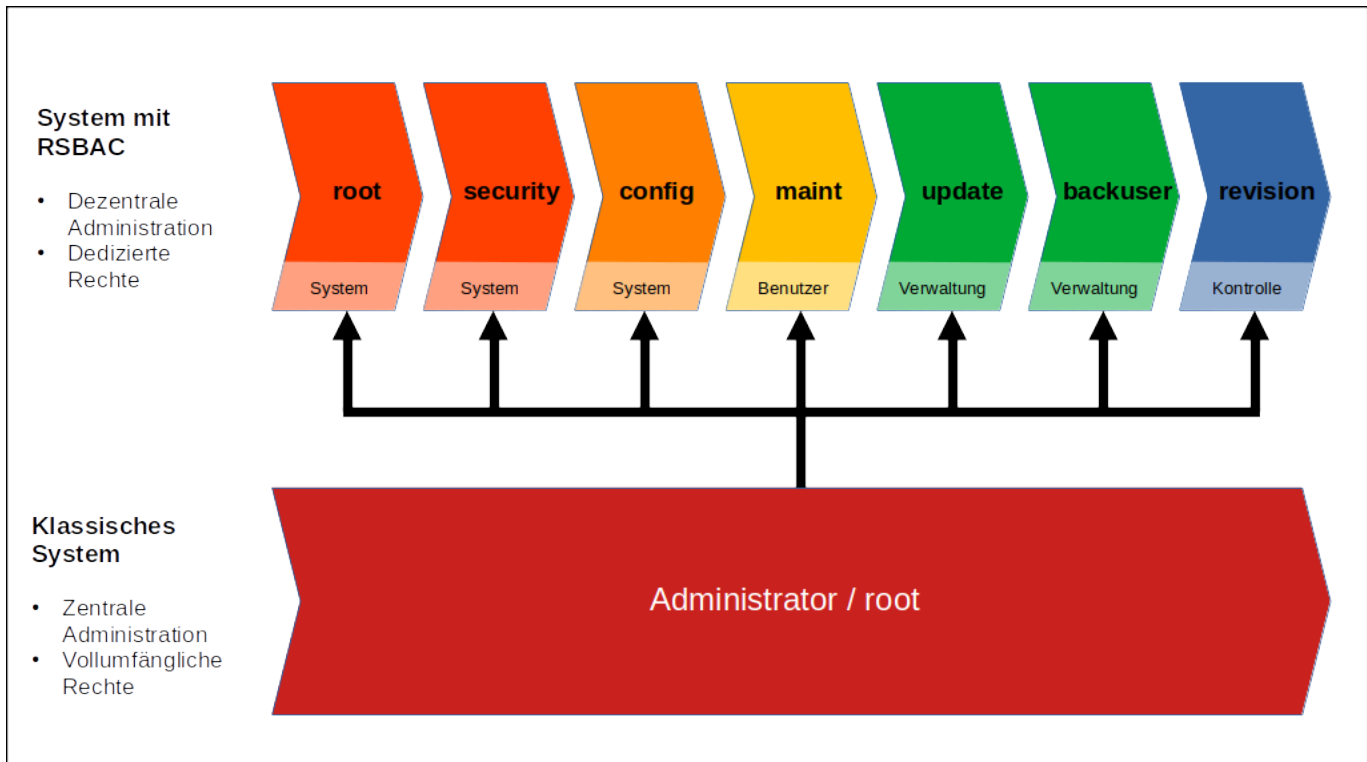 System mit
RSBAC
• Dezentrale
Administration
• Dedizierte
Rechte
root
security
config
maint
update
backuser
revision
System
System
System
Benutzer
Verwaltung
Verwaltung
Kontrolle
Klassisches
System
• Zentrale
Administration
• Vollumfängliche
Rechte
Administrator / root